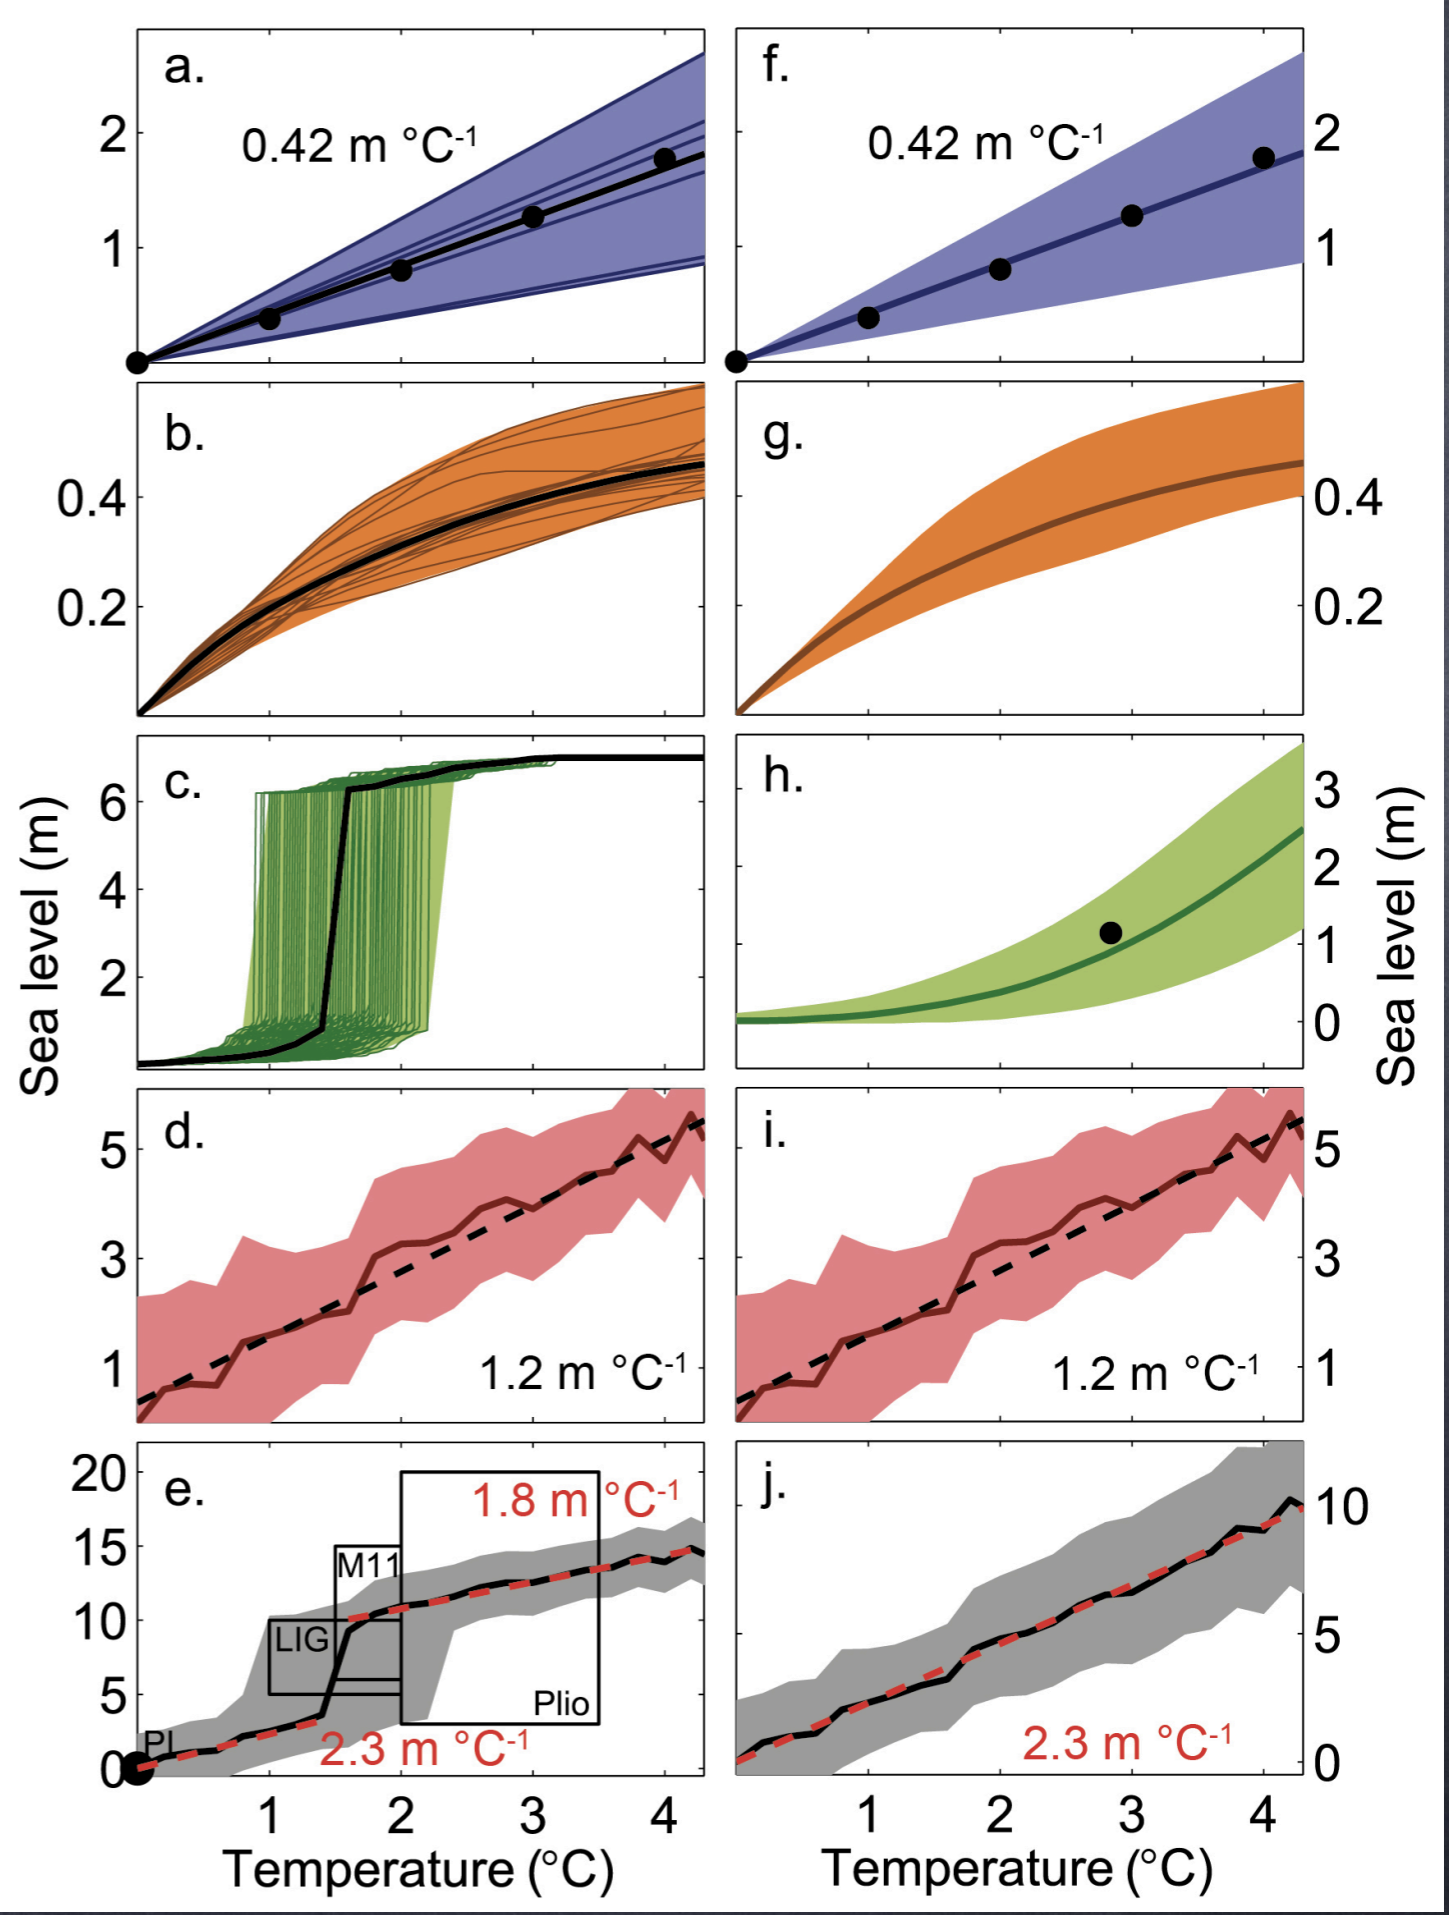 a.
0.42 m °C-1
2
1
f.
0.42 m °C-1
2
1
b.
0.4
0.2
g.
0.4
0.2
c.
6
4
2
h.
3
2
1
0
Sea level (m)
Sea level (m)
d.
5
3
1
1.2 m °C-1
i.
5
3
1
1.2 m °C-1
e.
20
15
10
5
0
1.8 m °C-1
M11
LIG
Plio
PI
2.3 m °C-1
j.
10
5
0
2.3 m °C-1
1 2 3 4
1 2 3 4
Temperature (°C)
Temperature (°C)